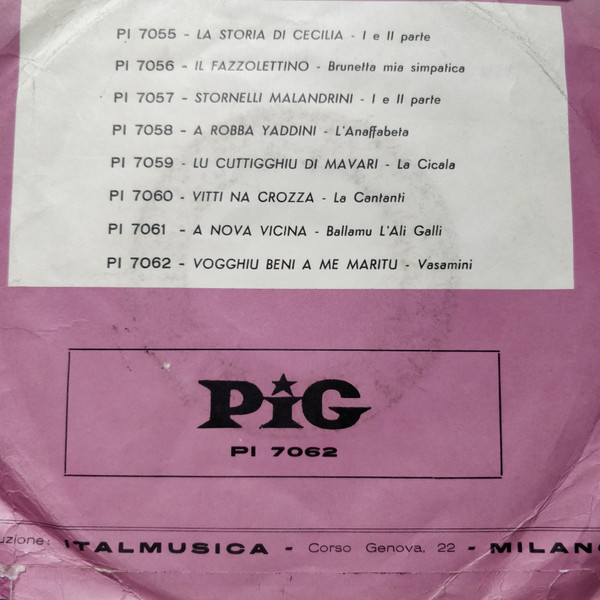 PI 7055 - LA STORIA DI CECILIA - I e II parte
PI 7056 - IL FAZZOLETTINO - Brunetta mia simpatica
PI 7057 - STORNELLI MALANDRINI - I e II parte
PI 7058 - A ROBBA YADDINI - L'Anaffabeta
PI 7059 - LU CUTTIGGHIU DI MAVARI - La Cicala
PI 7060 - VITTI NA CROZZA - La Cantanti
PI 7061 - A NOVA VICINA - Ballamu L'Ali Galli
PI 7062 - VOGGHIU BENI A ME MARITU - Vasamini
PiG
PI 7062
uzione: ITALMUSICA - Corso Genova, 22 - MILANO